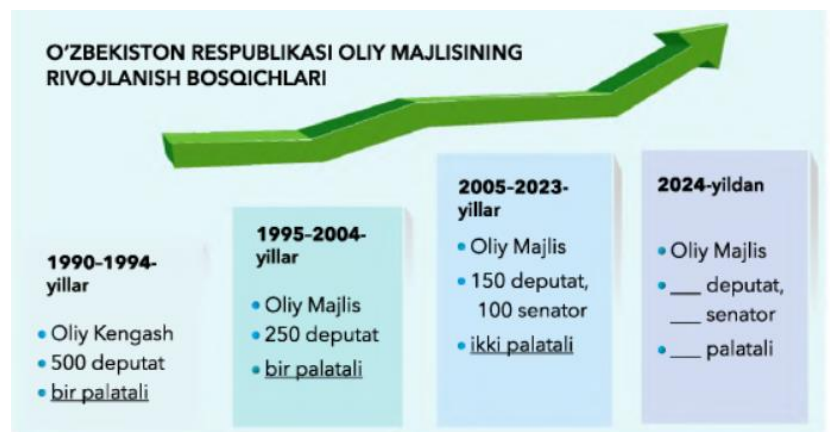 O‘ZBEKISTON RESPUBLIKASI OLIY MAJLISINING
RIVOJLANISH BOSQICHLARI
1990–1994-
yillar
• Oliy Kengash
• 500 deputat
• bir palatali
1995–2004-
yillar
• Oliy Majlis
• 250 deputat
• bir palatali
2005–2023-
yillar
• Oliy Majlis
• 150 deputat,
100 senator
• ikki palatali
2024-yildan
• Oliy Majlis
• ___ deputat,
___ senator
• ___ palatali